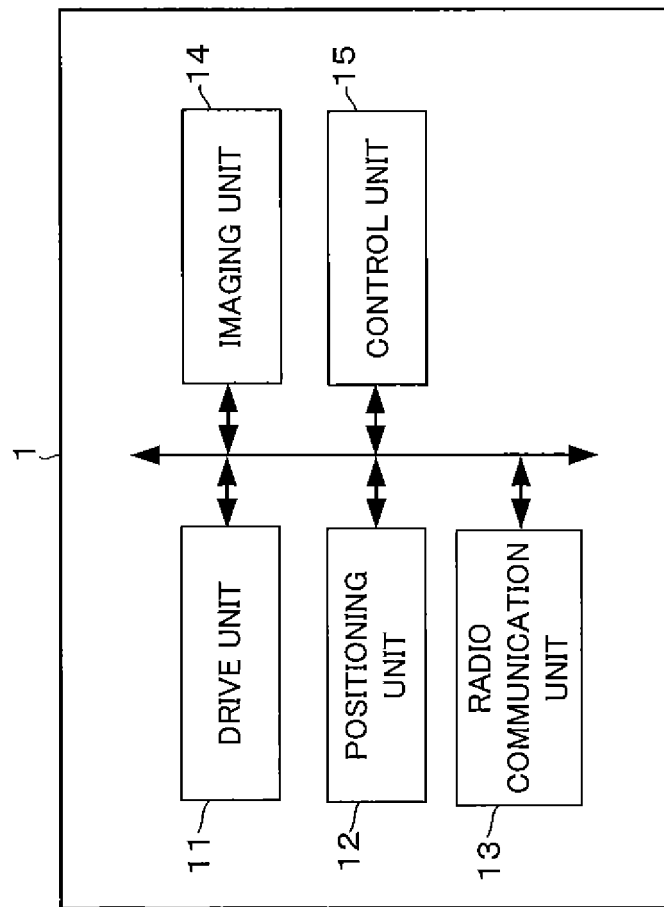 1
11
DRIVE UNIT
14
IMAGING UNIT
12
POSITIONING
UNIT
15
CONTROL UNIT
13
RADIO
COMMUNICATION
UNIT